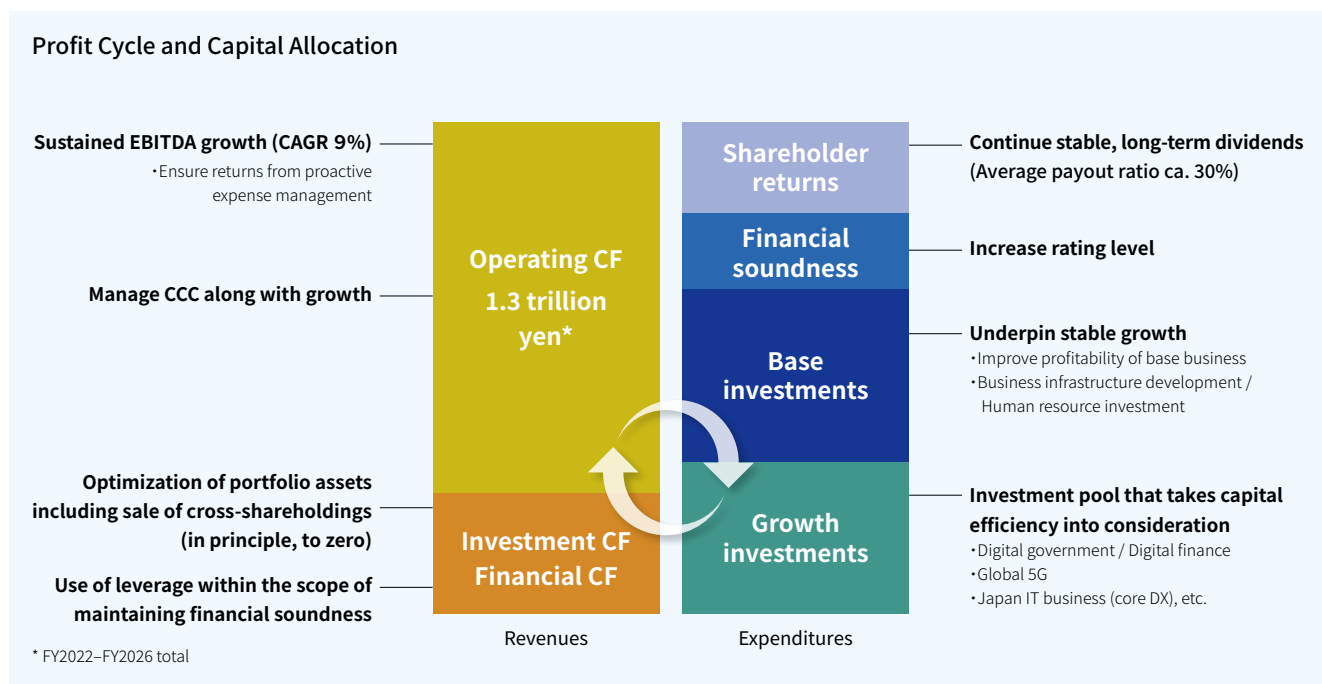 Profit Cycle and Capital Allocation
Sustained EBITDA growth (CAGR 9%)
・Ensure returns from proactive
expense management
Manage CCC along with growth
Optimization of portfolio assets
including sale of cross-shareholdings
(in principle, to zero)
Use of leverage within the scope of
maintaining financial soundness
Operating CF
1.3 trillion
yen*
Investment CF
Financial CF
Revenues
Shareholder
returns
Financial
soundness
Base
investments
Growth
investments
Expenditures
Continue stable, long-term dividends
(Average payout ratio ca. 30%)
Increase rating level
Underpin stable growth
・Improve profitability of base business
・Business infrastructure development /
Human resource investment
Investment pool that takes capital
efficiency into consideration
・Digital government / Digital finance
・Global 5G
・Japan IT business (core DX), etc.
* FY2022–FY2026 total